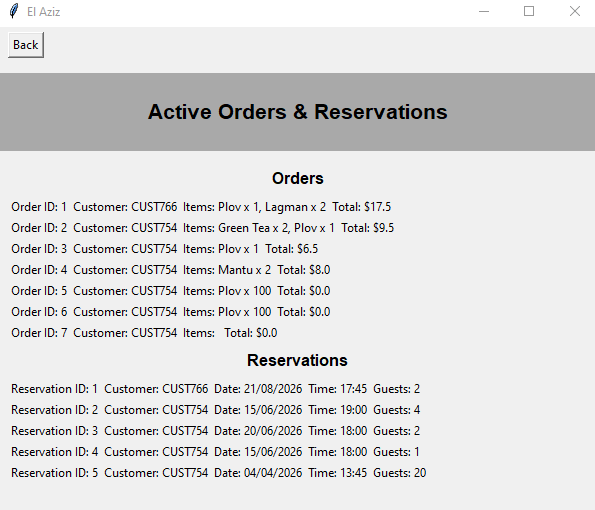 El Aziz
Back
Active Orders & Reservations
Orders
Order ID: 1 Customer: CUST766 Items: Plov x 1, Lagman x 2 Total: $17.5
Order ID: 2 Customer: CUST754 Items: Green Tea x 2, Plov x 1 Total: $9.5
Order ID: 3 Customer: CUST754 Items: Plov x 1 Total: $6.5
Order ID: 4 Customer: CUST754 Items: Mantu x 2 Total: $8.0
Order ID: 5 Customer: CUST754 Items: Plov x 100 Total: $0.0
Order ID: 6 Customer: CUST754 Items: Plov x 100 Total: $0.0
Order ID: 7 Customer: CUST754 Items: Total: $0.0
Reservations
Reservation ID: 1 Customer: CUST766 Date: 21/08/2026 Time: 17:45 Guests: 2
Reservation ID: 2 Customer: CUST754 Date: 15/06/2026 Time: 19:00 Guests: 4
Reservation ID: 3 Customer: CUST754 Date: 20/06/2026 Time: 18:00 Guests: 2
Reservation ID: 4 Customer: CUST754 Date: 15/06/2026 Time: 18:00 Guests: 1
Reservation ID: 5 Customer: CUST754 Date: 04/04/2026 Time: 13:45 Guests: 20